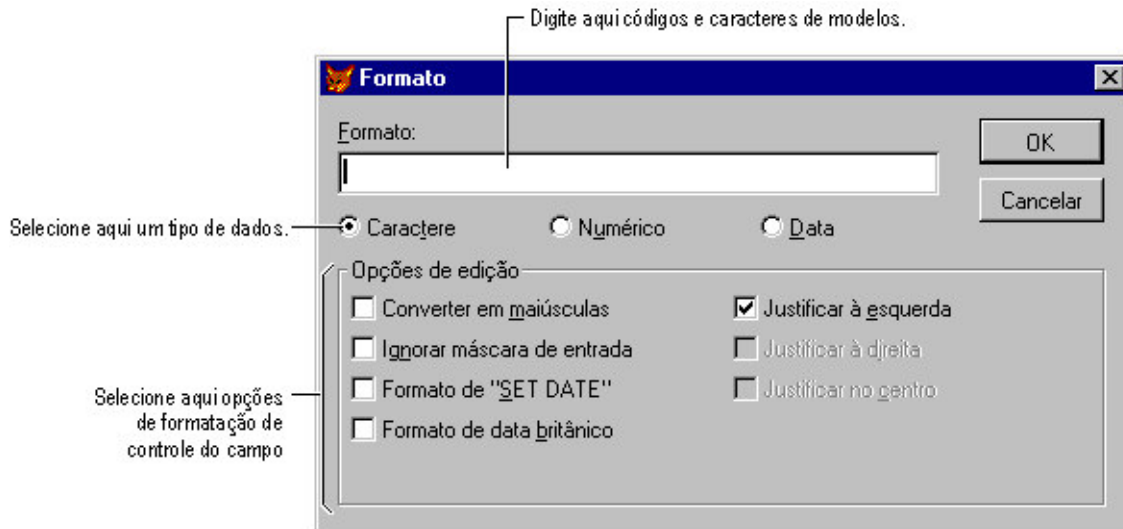 Digite aqui códigos e caracteres de modelos.
Formato
Formato:
OK
Cancelar
Selecione aqui um tipo de dados.
Caractere
Numérico
Data
Opções de edição
Converter em maiúsculas
Justificar à esquerda
Ignorar máscara de entrada
Justificar à direita
Formato de "SET DATE"
Justificar no centro
Formato de data britânico
Selecione aqui opções
de formatação de
controle do campo